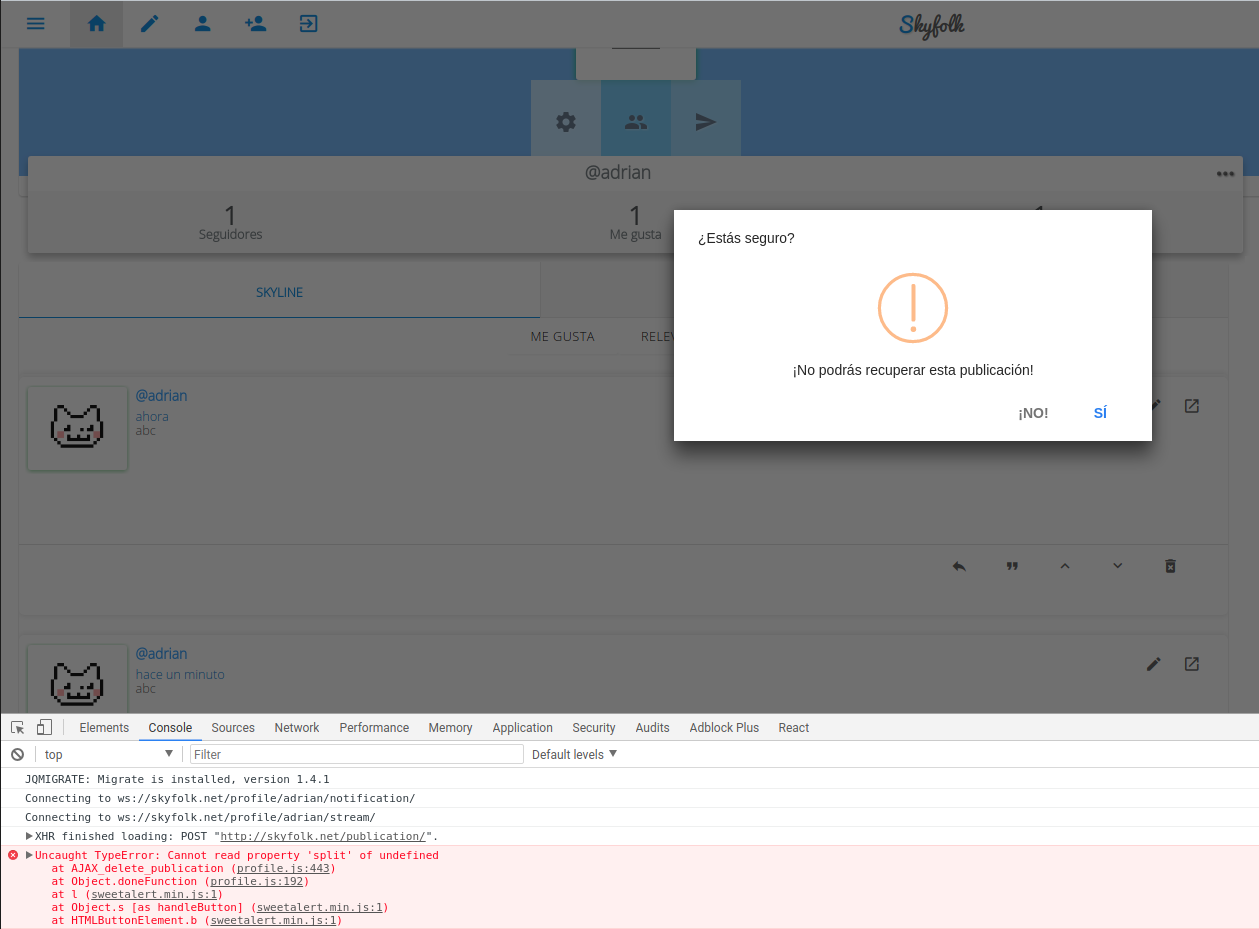 Skyfolk
@adrian
1
Seguidores
1
Me gusta
¿Estás seguro?
¡No podrás recuperar esta publicación!
¡NO!
SÍ
SKYLINE
ME GUSTA
RELEV
@adrian
ahora
abc
@adrian
hace un minuto
abc
Elements Console Sources Network Performance Memory Application Security Audits Adblock Plus React
top
Filter
Default levels
JQMIGRATE: Migrate is installed, version 1.4.1
Connecting to ws://skyfolk.net/profile/adrian/notification/
Connecting to ws://skyfolk.net/profile/adrian/stream/
XHR finished loading: POST "http://skyfolk.net/publication/".
Uncaught TypeError: Cannot read property 'split' of undefined
at AJAX_delete_publication (profile.js:443)
at Object.doneFunction (profile.js:192)
at l (sweetalert.min.js:1)
at Object.s [as handleButton] (sweetalert.min.js:1)
at HTMLButtonElement.b (sweetalert.min.js:1)